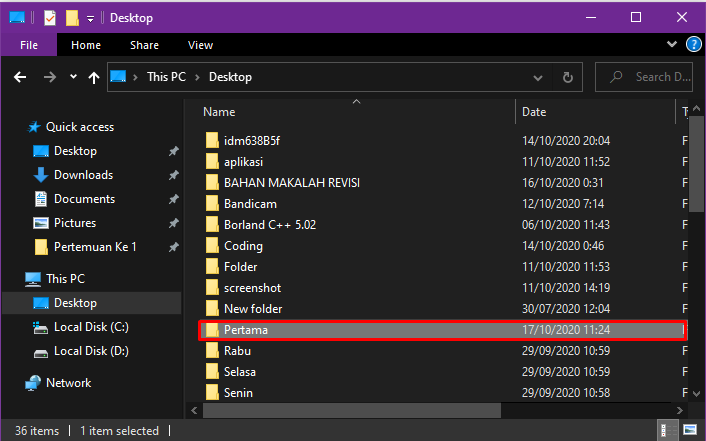 Desktop
File Home Share View
This PC > Desktop Search D...
Name Date Ty
Quick access
Desktop
Downloads
Documents
Pictures
Pertemuan Ke 1
This PC
Desktop
Local Disk (C:)
Local Disk (D:)
Network
idm638B5f 14/10/2020 20:04 F
aplikasi 11/10/2020 11:52 F
BAHAN MAKALAH REVISI 16/10/2020 0:31 F
Bandicam 12/10/2020 7:14 F
Borland C++ 5.02 06/10/2020 11:43 F
Coding 14/10/2020 0:46 F
Folder 11/10/2020 11:53 F
screenshot 11/10/2020 14:19 F
New folder 30/07/2020 12:04 F
Pertama 17/10/2020 11:24 F
Rabu 29/09/2020 10:59 F
Selasa 29/09/2020 10:59 F
Senin 29/09/2020 10:58 F
36 items 1 item selected